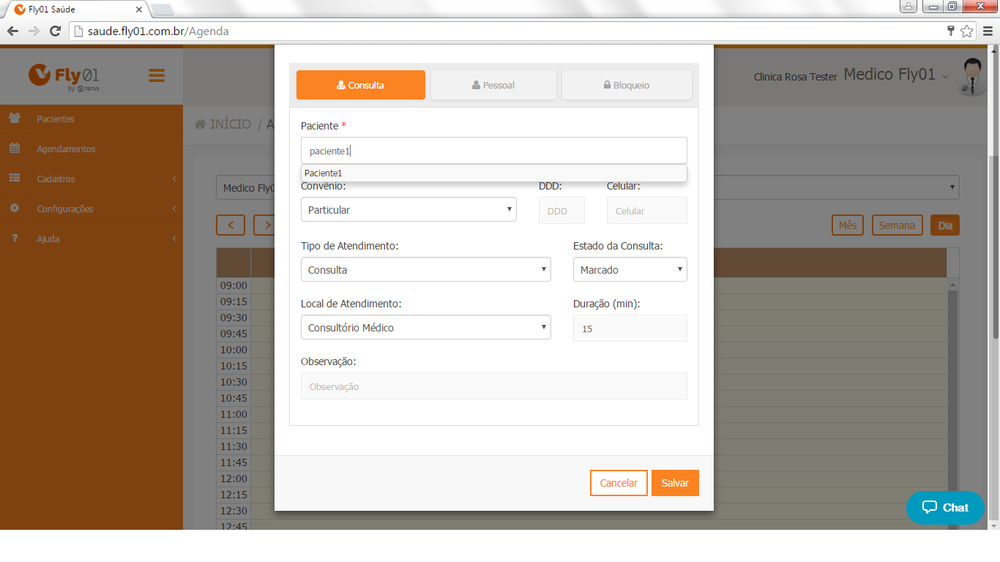 Fly01 Saúde
saude.fly01.com.br/Agenda
Fly01
by TOTVS
Clinica Rosa Tester Medico Fly01
Pacientes
Agendamentos
Cadastros
Configurações
Ajuda
INÍCIO / A
Medico Fly0
Mês Semana Dia
09:00
09:15
09:30
09:45
10:00
10:15
10:30
10:45
11:00
11:15
11:30
11:45
12:00
12:15
12:30
12:45
Consulta Pessoal Bloqueio
Paciente *
paciente1
Paciente1
Convênio: DDD: Celular:
Particular DDD Celular
Tipo de Atendimento: Estado da Consulta:
Consulta Marcado
Local de Atendimento: Duração (min):
Consultório Médico 15
Observação:
Observação
Cancelar Salvar
Chat